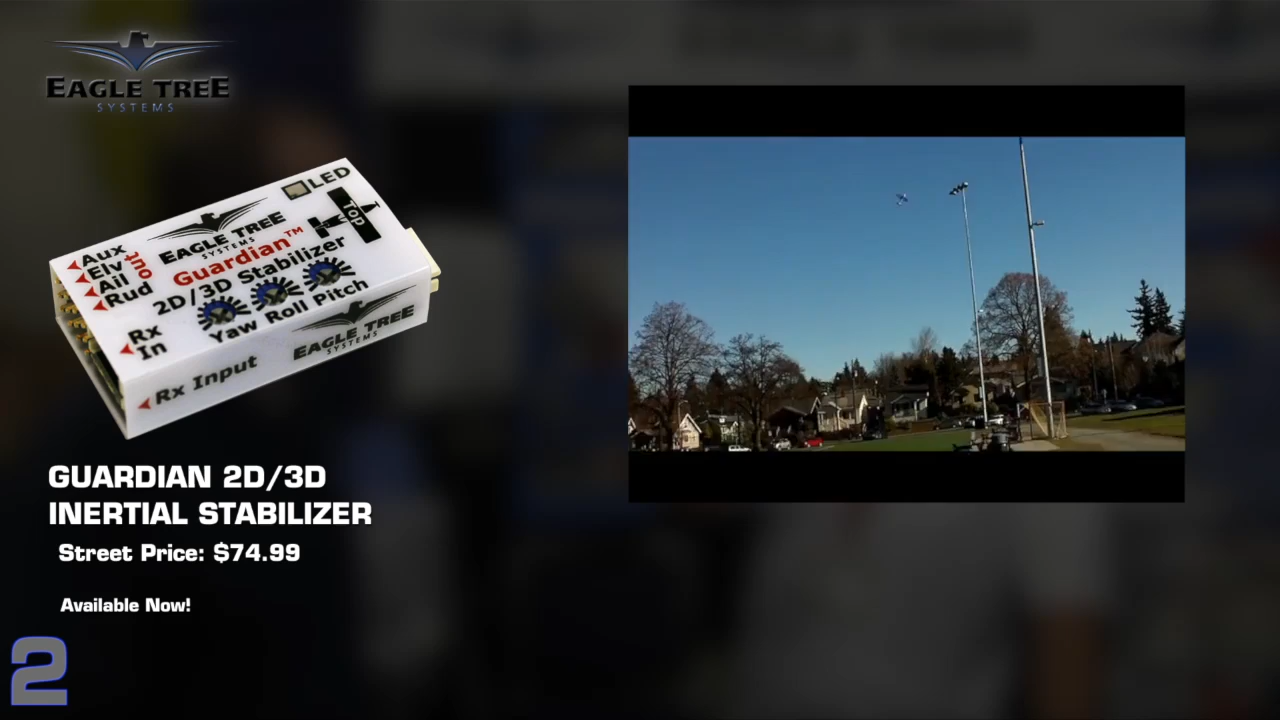 EAGLE TREE
SYSTEMS
LED
Top
EAGLE TREE
SYSTEMS
Guardian™
2D/3D Stabilizer
Yaw Roll Pitch
Aux
Elv
Ail
Rud
out
Rx
In
Rx Input
EAGLE TREE
SYSTEMS
GUARDIAN 2D/3D
INERTIAL STABILIZER
Street Price: $74.99
Available Now!
2